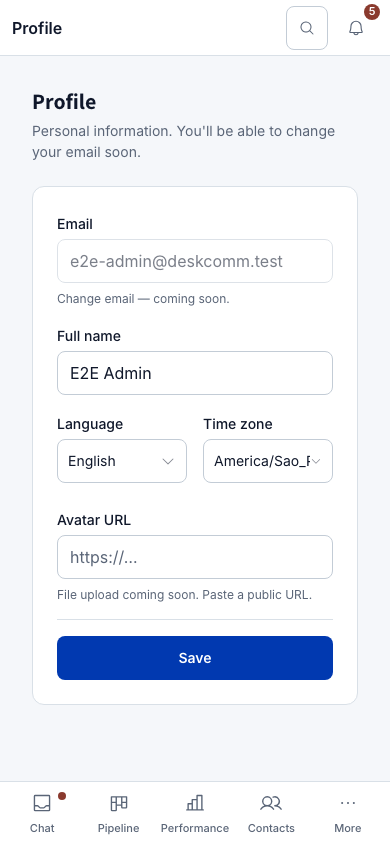 Profile
5
Profile
Personal information. You'll be able to change
your email soon.
Email
e2e-admin@deskcomm.test
Change email — coming soon.
Full name
E2E Admin
Language
Time zone
English
America/Sao_P
Avatar URL
https://...
File upload coming soon. Paste a public URL.
Save
Chat
Pipeline
Performance
Contacts
More